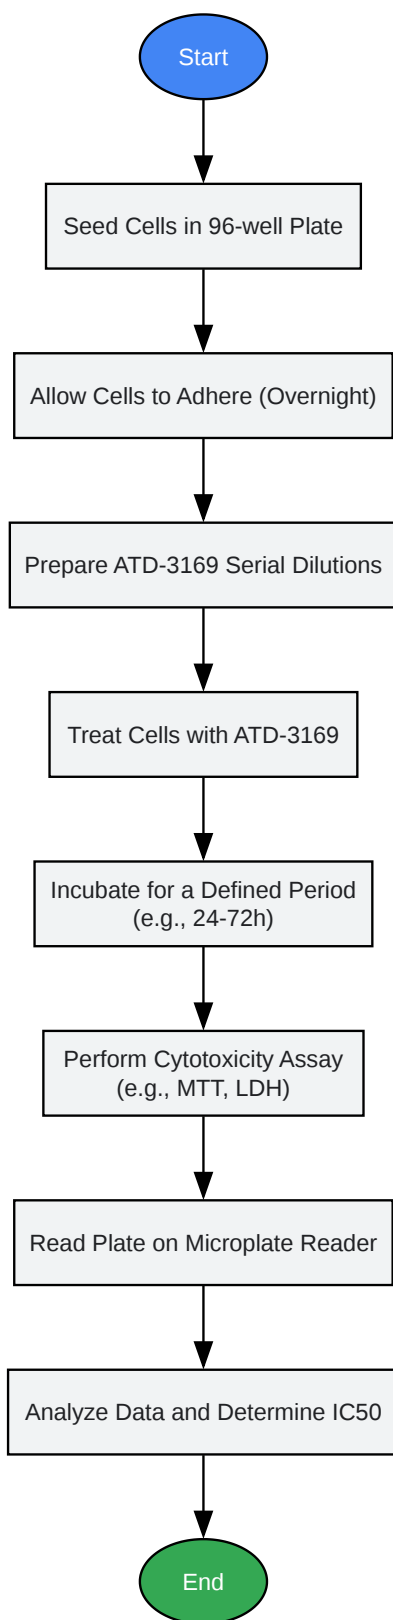 Start
Seed Cells in 96-well Plate
Allow Cells to Adhere (Overnight)
Prepare ATD-3169 Serial Dilutions
Treat Cells with ATD-3169
Incubate for a Defined Period
(e.g., 24-72h)
Perform Cytotoxicity Assay
(e.g., MTT, LDH)
Read Plate on Microplate Reader
Analyze Data and Determine IC50
End